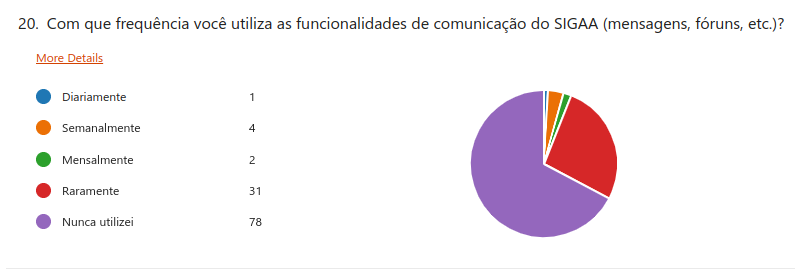 20. Com que frequência você utiliza as funcionalidades de comunicação do SIGAA (mensagens, fóruns, etc.)?
More Details
Diariamente 1
Semanalmente 4
Mensalmente 2
Raramente 31
Nunca utilizei 78